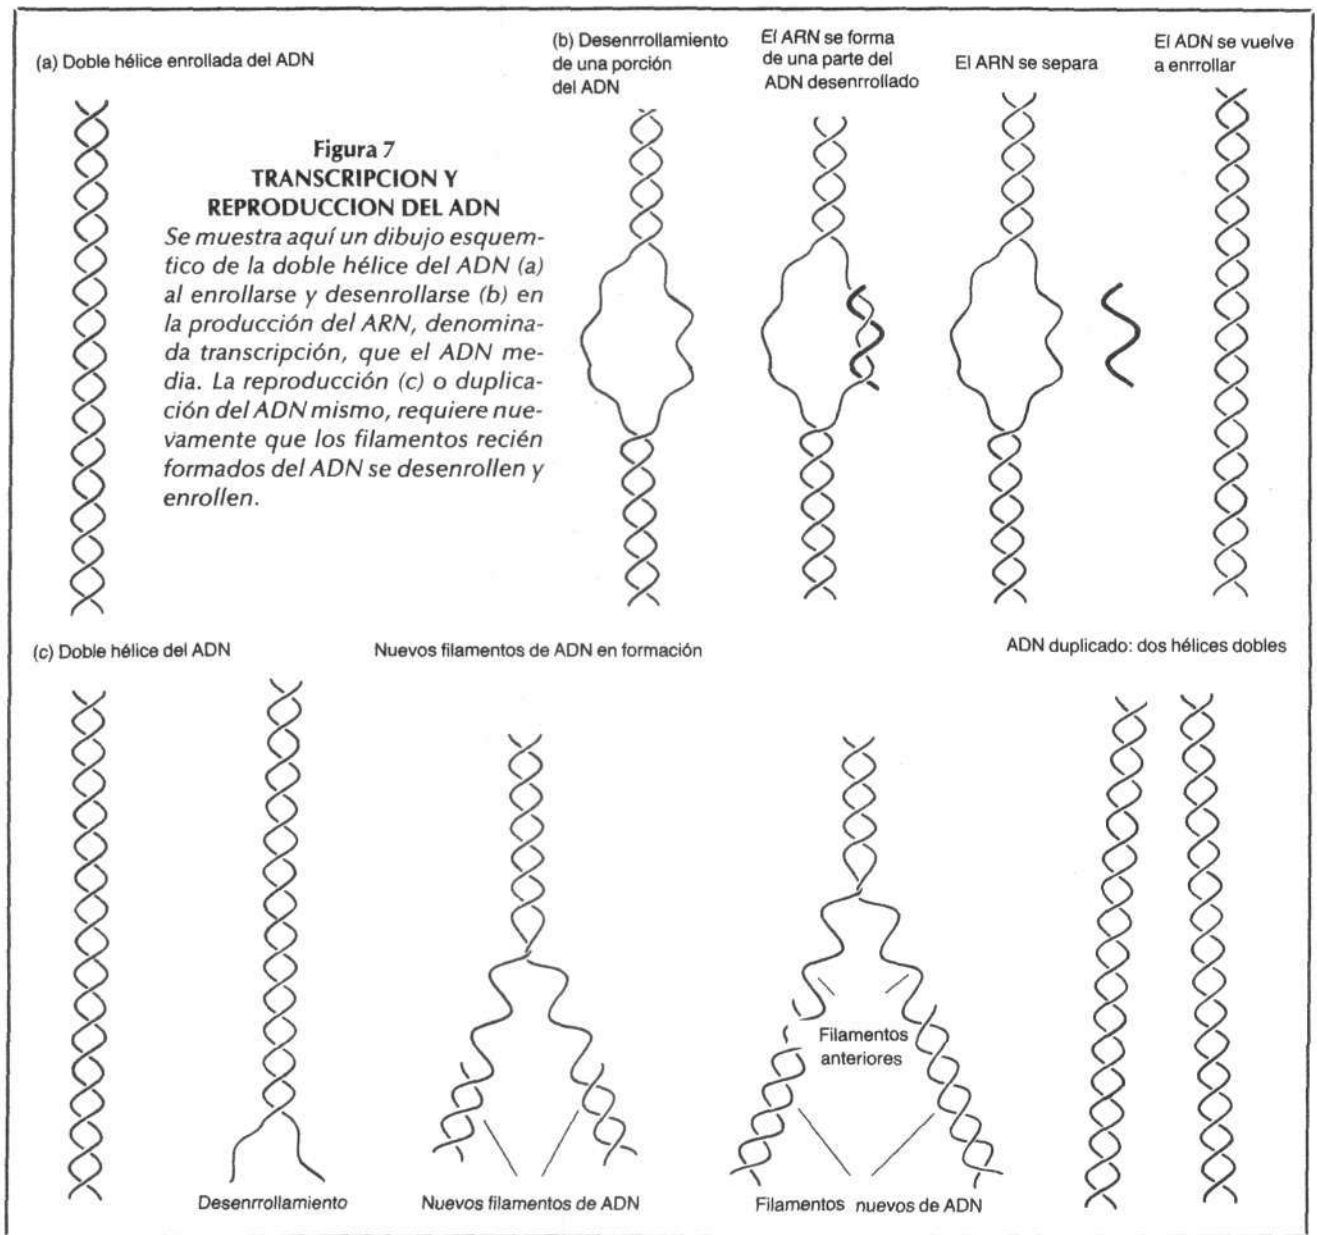 (a) Doble hélice enrollada del ADN
(b) Desenrrollamiento
de una porción
del ADN
El ARN se forma
de una parte del
ADN desenrrollado
El ARN se separa
El ADN se vuelve
a enrrollar
Figura 7
TRANSCRIPCION Y
REPRODUCCION DEL ADN
Se muestra aquí un dibujo esquem-
tico de la doble hélice del ADN (a)
al enrollarse y desenrollarse (b) en
la producción del ARN, denomina-
da transcripción, que el ADN me-
dia. La reproducción (c) o duplica-
ción del ADN mismo, requiere nue-
vamente que los filamentos recién
formados del ADN se desenrollen y
enrollen.
(c) Doble hélice del ADN
Nuevos filamentos de ADN en formación
ADN duplicado: dos hélices dobles
Filamentos
anteriores
Desenrrollamiento
Nuevos filamentos de ADN
Filamentos nuevos de ADN